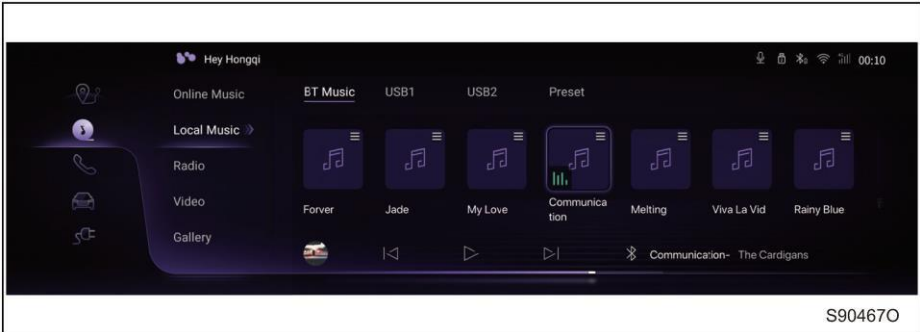 Hey Hongqi
00:10
Online Music
Local Music
Radio
Video
Gallery
BT Music USB1 USB2 Preset
Forver Jade My Love Communica
tion Melting Viva La Vid Rainy Blue
Communication- The Cardigans
S90467O